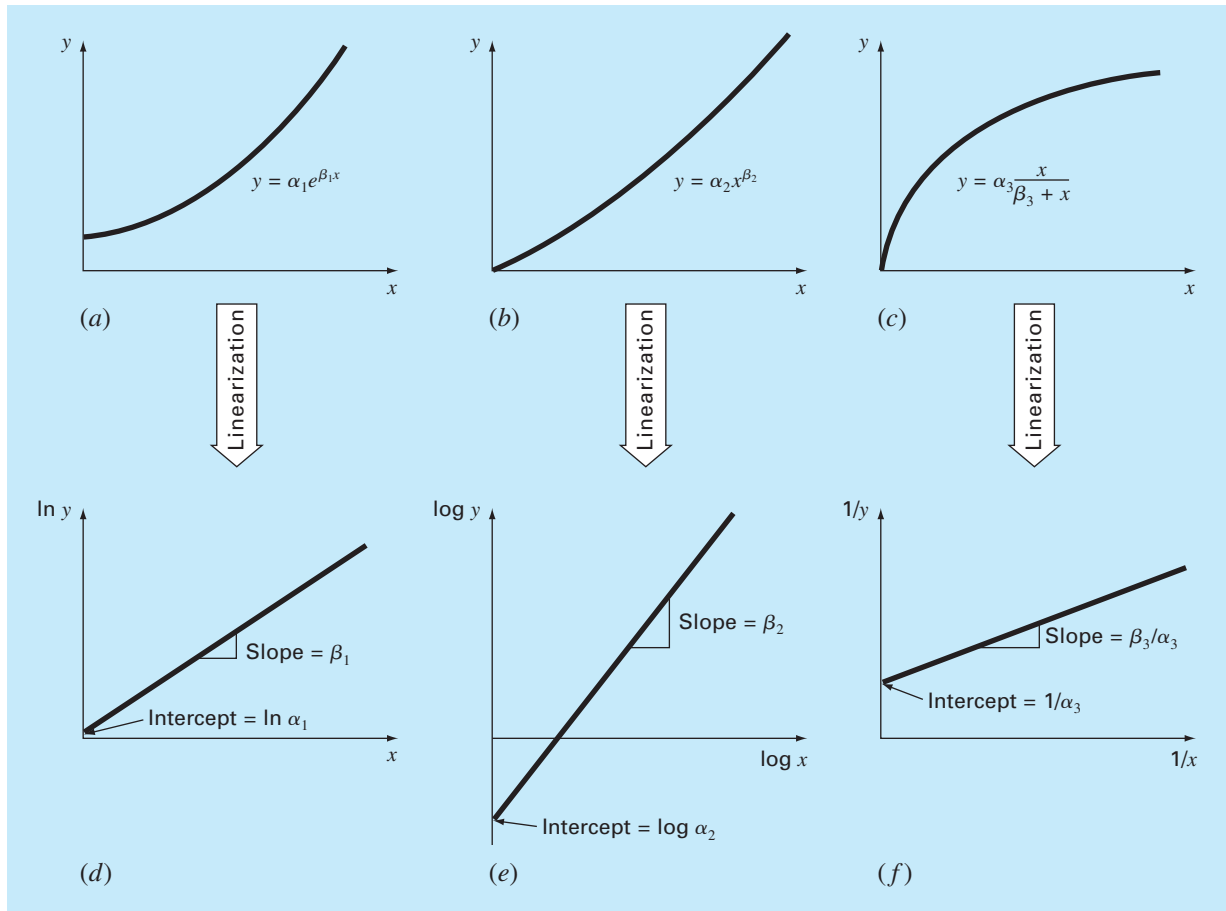 y
y = α₁e^β₁x
x
(a)
Linearization
y
y = α₂x^β₂
x
(b)
Linearization
y
y = α₃ x
β₃ + x
x
(c)
Linearization
ln y
Slope = β₁
Intercept = ln α₁
x
(d)
log y
Slope = β₂
log x
Intercept = log α₂
(e)
1/y
Slope = β₃/α₃
Intercept = 1/α₃
1/x
(f)